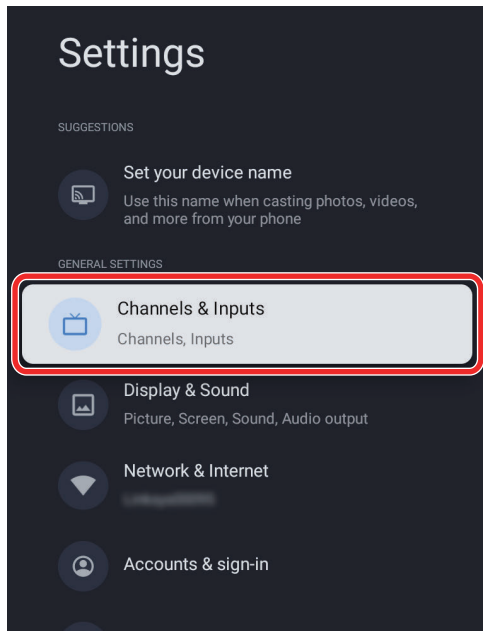 Settings
SUGGESTIONS
Set your device name
Use this name when casting photos, videos,
and more from your phone
GENERAL SETTINGS
Channels & Inputs
Channels, Inputs
Display & Sound
Picture, Screen, Sound, Audio output
Network & Internet
Accounts & sign-in